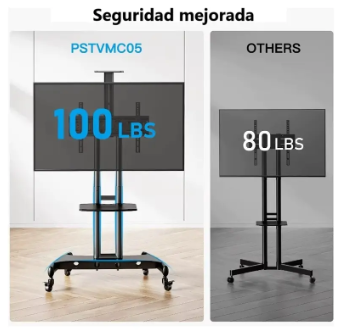 Seguridad mejorada
PSTVMC05
OTHERS
100 LBS
80 LBS